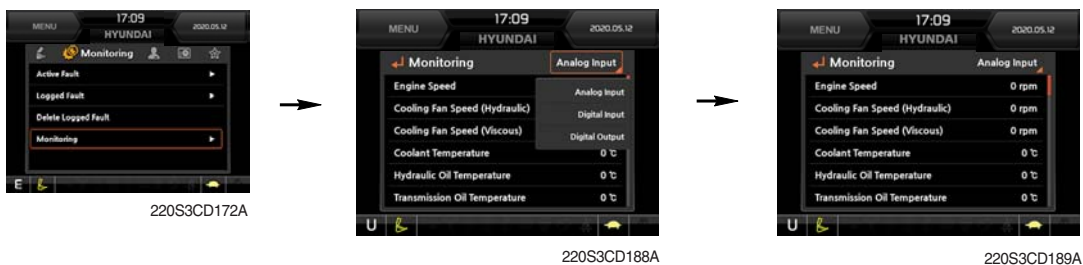 MENU 17:09 2020.05.12
HYUNDAI
Monitoring
Active Fault
Logged Fault
Delete Logged Fault
Monitoring
E
220S3CD172A
MENU 17:09 2020.05.12
HYUNDAI
Monitoring Analog Input
Engine Speed
Cooling Fan Speed (Hydraulic)
Cooling Fan Speed (Viscous)
Coolant Temperature 0 ℃
Hydraulic Oil Temperature 0 ℃
Transmission Oil Temperature 0 ℃
Analog Input
Digital Input
Digital Output
U
220S3CD188A
MENU 17:09 2020.05.12
HYUNDAI
Monitoring Analog Input
Engine Speed 0 rpm
Cooling Fan Speed (Hydraulic) 0 rpm
Cooling Fan Speed (Viscous) 0 rpm
Coolant Temperature 0 ℃
Hydraulic Oil Temperature 0 ℃
Transmission Oil Temperature 0 ℃
U
220S3CD189A